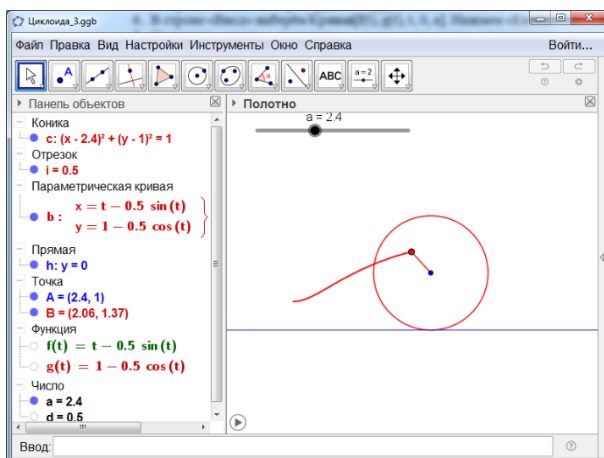 Циклоида_3.ggb
Файл Правка Вид Настройки Инструменты Окно Справка Войти...
A
ABC
a=2
Панель объектов
Полотно
Коника
c: (x - 2.4)² + (y - 1)² = 1
Отрезок
i = 0.5
Параметрическая кривая
b :
x = t − 0.5 sin (t)
y = 1 − 0.5 cos (t)
Прямая
h: y = 0
Точка
A = (2.4, 1)
B = (2.06, 1.37)
Функция
f(t) = t − 0.5 sin (t)
g(t) = 1 − 0.5 cos (t)
Число
a = 2.4
d = 0.5
a = 2.4
Ввод: